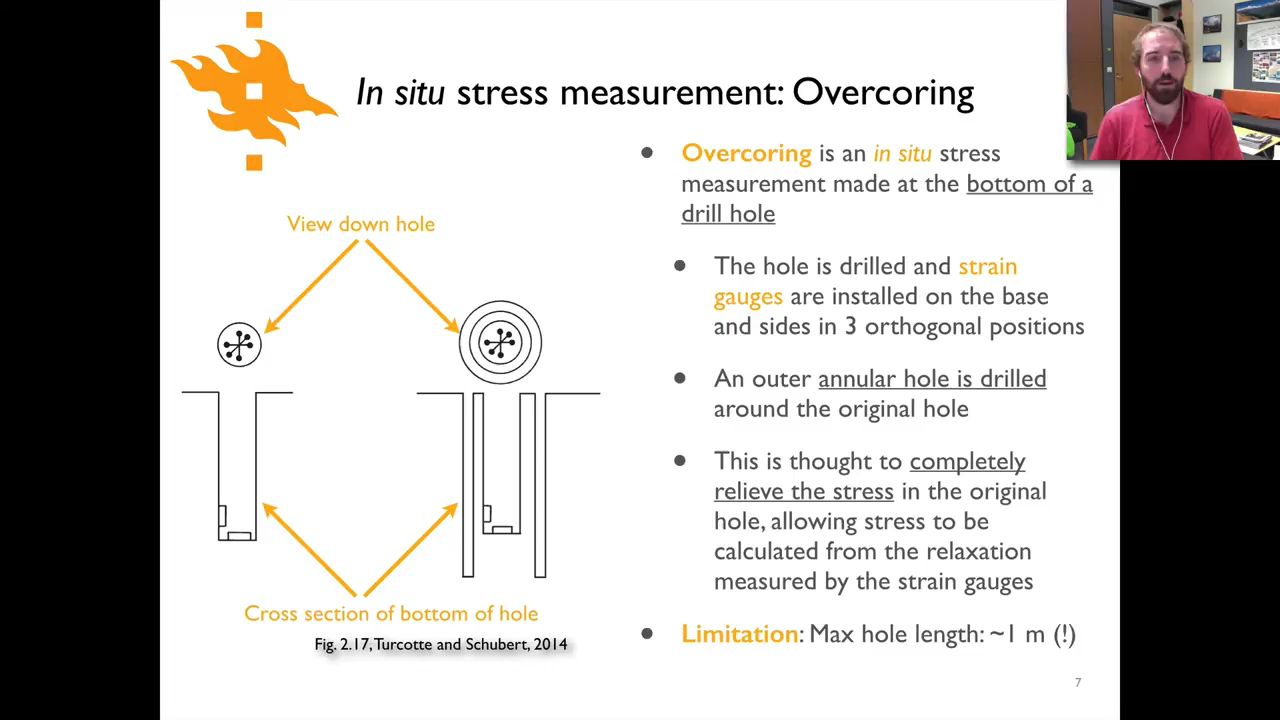 In situ stress measurement: Overcoring
View down hole
Cross section of bottom of hole
Fig. 2.17, Turcotte and Schubert, 2014
• Overcoring is an in situ stress
measurement made at the bottom of a
drill hole
• The hole is drilled and strain
gauges are installed on the base
and sides in 3 orthogonal positions
• An outer annular hole is drilled
around the original hole
• This is thought to completely
relieve the stress in the original
hole, allowing stress to be
calculated from the relaxation
measured by the strain gauges
• Limitation: Max hole length: ~1 m (!)
7